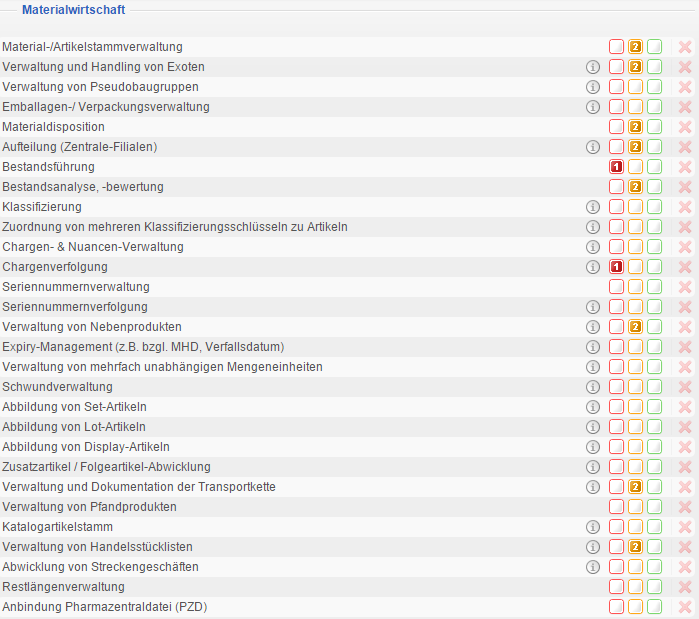 Materialwirtschaft
Material-/Artikelstammverwaltung 2
Verwaltung und Handling von Exoten i 2
Verwaltung von Pseudobaugruppen i
Emballagen-/ Verpackungsverwaltung i
Materialdisposition 2
Aufteilung (Zentrale-Filialen) i 2
Bestandsführung 1
Bestandsanalyse, -bewertung 2
Klassifizierung i
Zuordnung von mehreren Klassifizierungsschlüsseln zu Artikeln i
Chargen- & Nuancen-Verwaltung i
Chargenverfolgung i 1
Seriennummernverwaltung
Seriennummernverfolgung i
Verwaltung von Nebenprodukten i 2
Expiry-Management (z.B. bzgl. MHD, Verfallsdatum) i
Verwaltung von mehrfach unabhängigen Mengeneinheiten i
Schwundverwaltung i
Abbildung von Set-Artikeln i
Abbildung von Lot-Artikeln i
Abbildung von Display-Artikeln i
Zusatzartikel / Folgeartikel-Abwicklung i
Verwaltung und Dokumentation der Transportkette i 2
Verwaltung von Pfandprodukten
Katalogartikelstamm i
Verwaltung von Handelsstücklisten i 2
Abwicklung von Streckengeschäften i
Restlängenverwaltung
Anbindung Pharmazentraldatei (PZD)